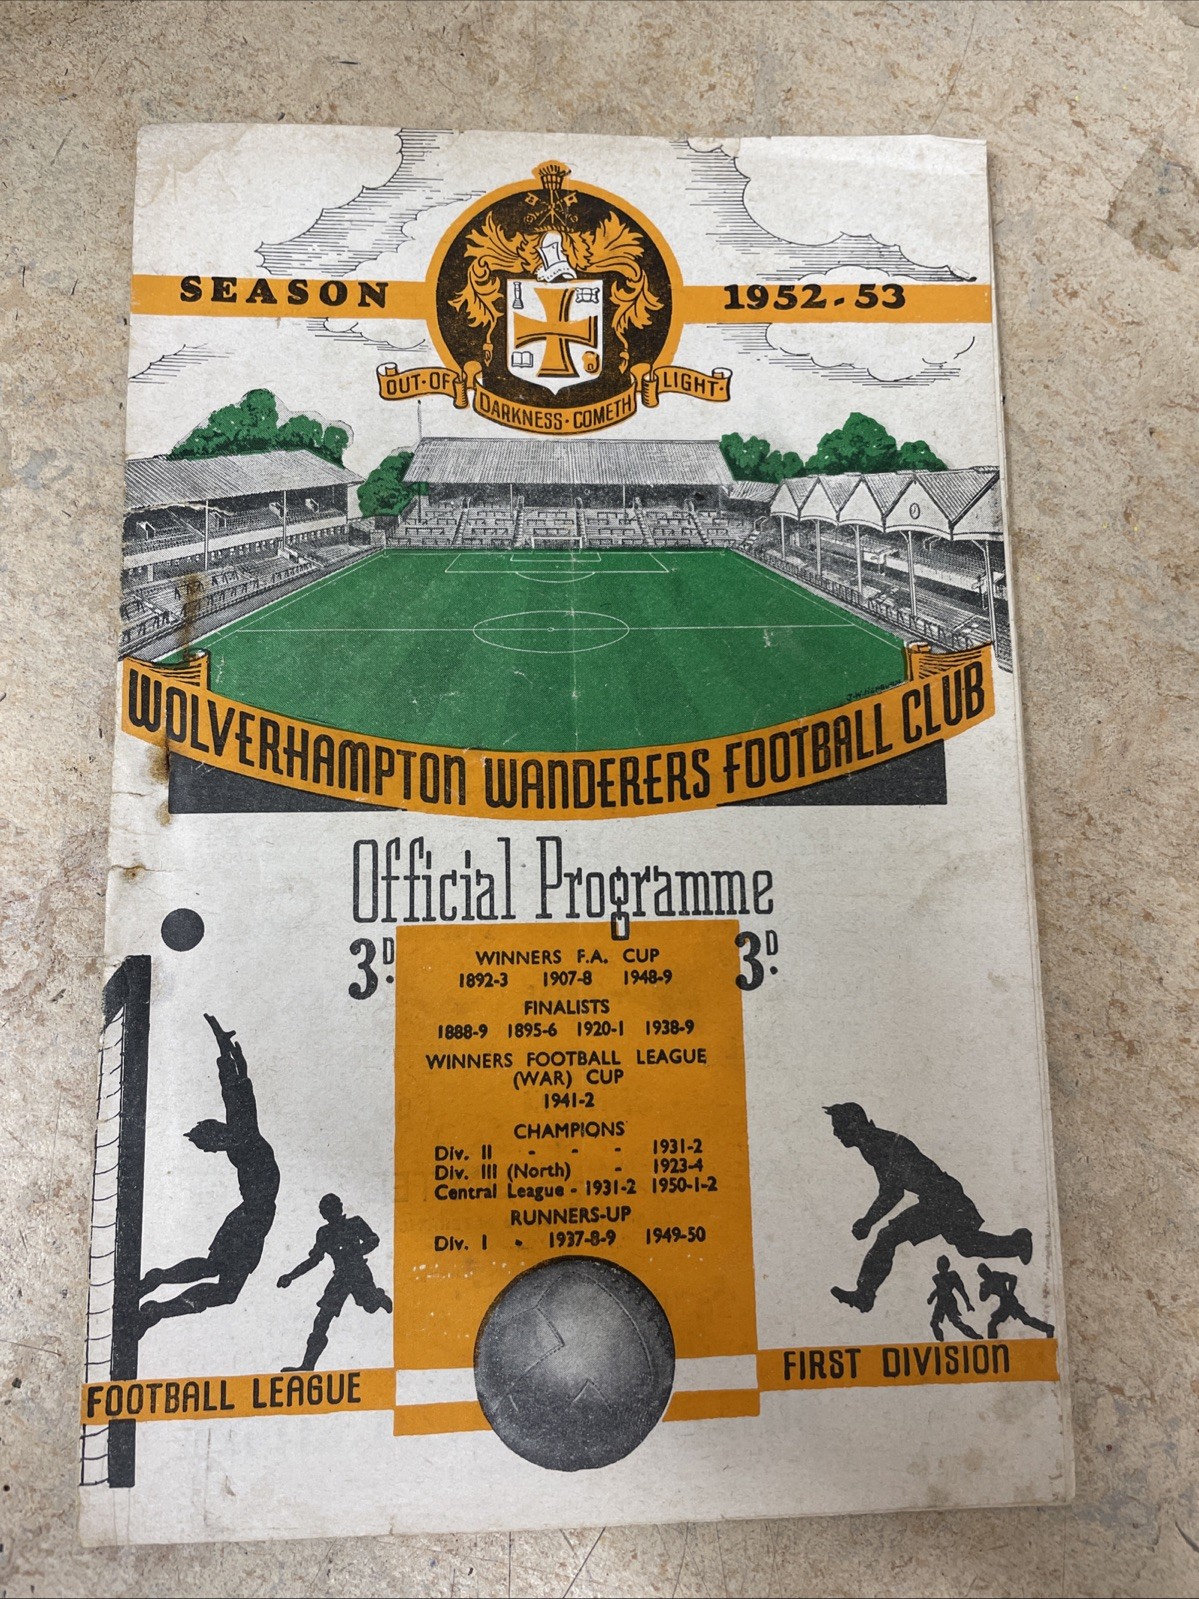 SEASON 1952-53
OUT·OF DARKNESS·COMETH LIGHT·
WOLVERHAMPTON WANDERERS FOOTBALL CLUB
Official Programme
3D. 3D.
WINNERS F.A. CUP
1892-3 1907-8 1948-9
FINALISTS
1888-9 1895-6 1920-1 1938-9
WINNERS FOOTBALL LEAGUE
(WAR) CUP
1941-2
CHAMPIONS
Div. II - - - 1931-2
Div. III (North) - 1923-4
Central League - 1931-2 1950-1-2
RUNNERS-UP
Div. I - 1937-8-9 1949-50
FOOTBALL LEAGUE FIRST DIVISION